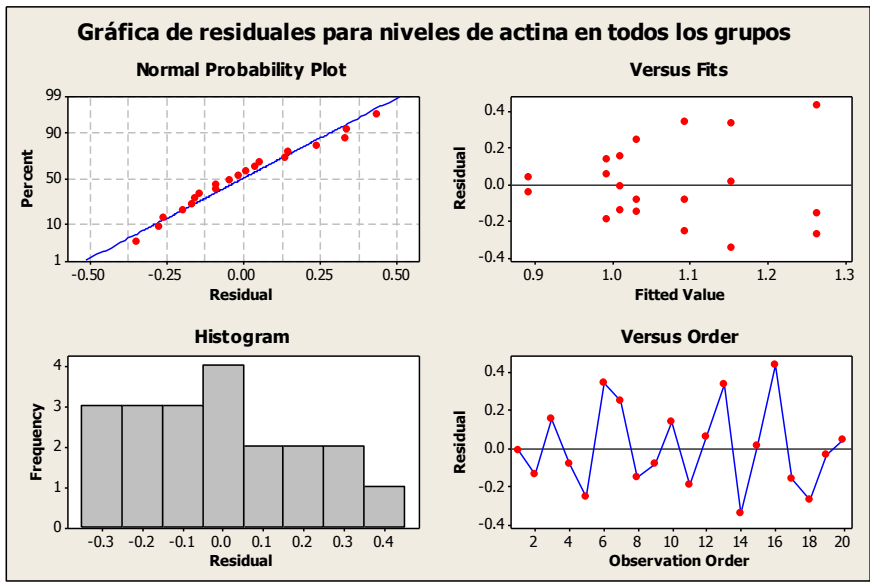 Gráfica de residuales para niveles de actina en todos los grupos
Normal Probability Plot
99
90
50
10
1
Percent
-0.50 -0.25 0.00 0.25 0.50
Residual
Versus Fits
0.4
0.2
0.0
-0.2
-0.4
Residual
0.9 1.0 1.1 1.2 1.3
Fitted Value
Histogram
4
3
2
1
0
Frequency
-0.3 -0.2 -0.1 0.0 0.1 0.2 0.3 0.4
Residual
Versus Order
0.4
0.2
0.0
-0.2
-0.4
Residual
2 4 6 8 10 12 14 16 18 20
Observation Order